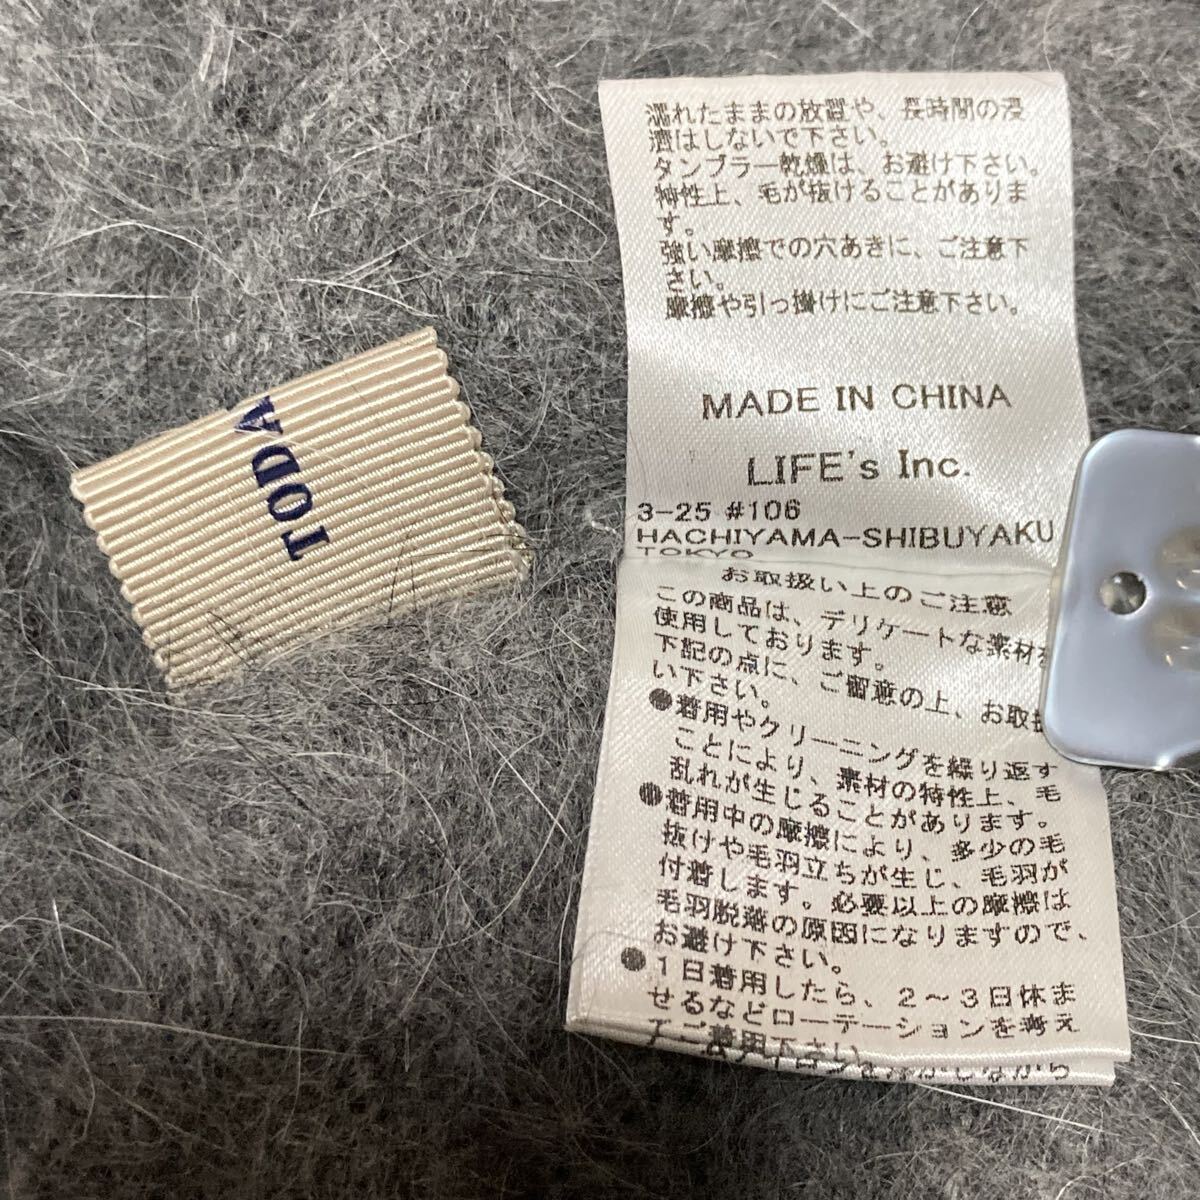 TODA
濡れたままの放置や、長時間の浸
漬はしないで下さい。
タンブラー乾燥は、お避け下さい。
特性上、毛が抜けることがありま
す。
強い摩擦での穴あきに、ご注意下
さい。
摩擦や引っ掛けにご注意下さい。
MADE IN CHINA
LIFE's Inc.
3-25 #106
HACHIYAMA-SHIBUYAKU
TOKYO
お取扱い上のご注意
この商品は、デリケートな素材を
使用しております。
下記の点に、ご留意の上、お取扱
い下さい。
●着用やクリーニングを繰り返す
ことにより、素材の特性上、毛
乱れが生じることがあります。
●着用中の摩擦により、多少の毛
抜けや毛羽立ちが生じ、毛羽が
付着します。必要以上の摩擦は
毛羽脱落の原因になりますので、
お避け下さい。
●1日着用したら、2～3日休ま
せるなどローテーションを考え
てご着用下さい。